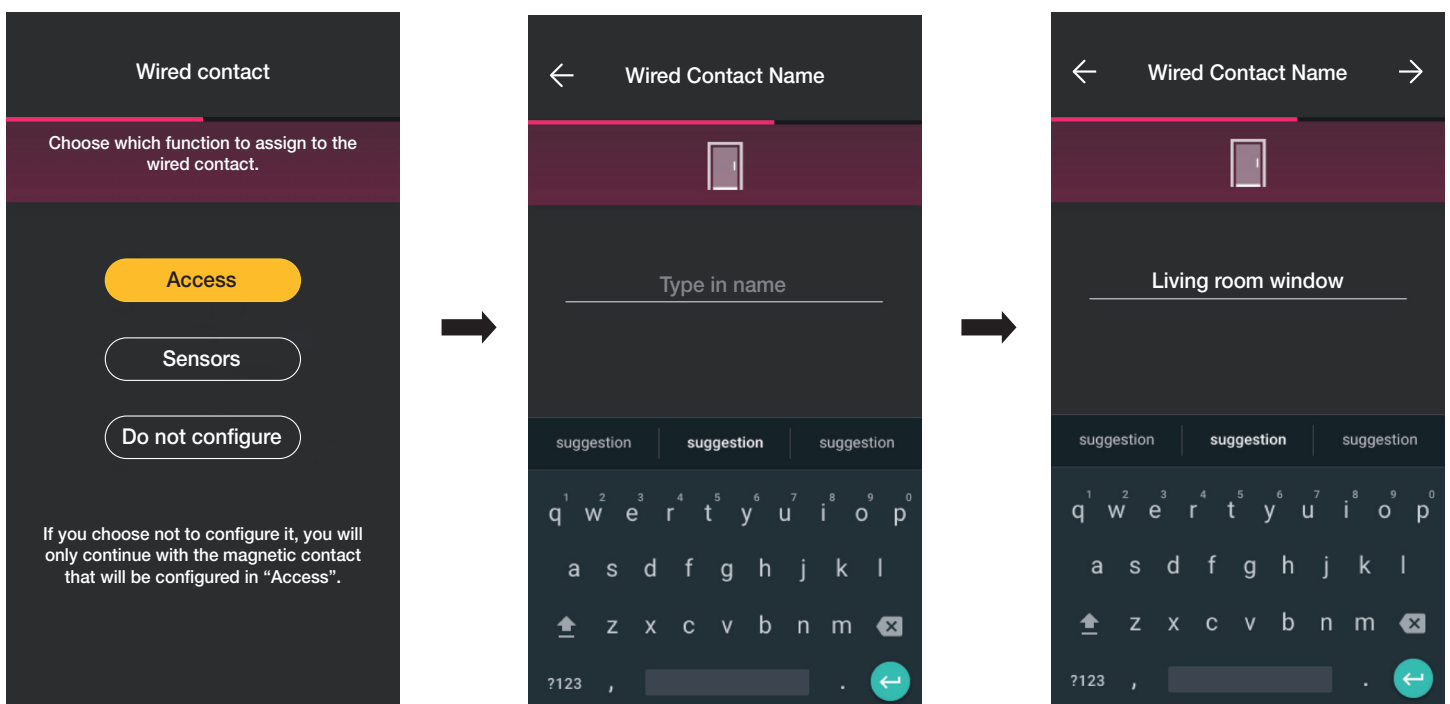 Wired contact
Choose which function to assign to the
wired contact.
Access
Sensors
Do not configure
If you choose not to configure it, you will
only continue with the magnetic contact
that will be configured in “Access”.
Wired Contact Name
Type in name
suggestion suggestion suggestion
1 2 3 4 5 6 7 8 9 0
q w e r t y u i o p
a s d f g h j k l
z x c v b n m
?123 , .
Wired Contact Name
Living room window
suggestion suggestion suggestion
1 2 3 4 5 6 7 8 9 0
q w e r t y u i o p
a s d f g h j k l
z x c v b n m
?123 , .